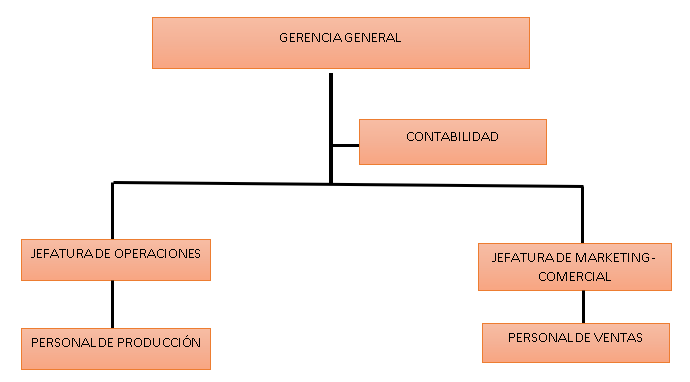 GERENCIA GENERAL
CONTABILIDAD
JEFATURA DE OPERACIONES
JEFATURA DE MARKETING-
COMERCIAL
PERSONAL DE PRODUCCIÓN
PERSONAL DE VENTAS